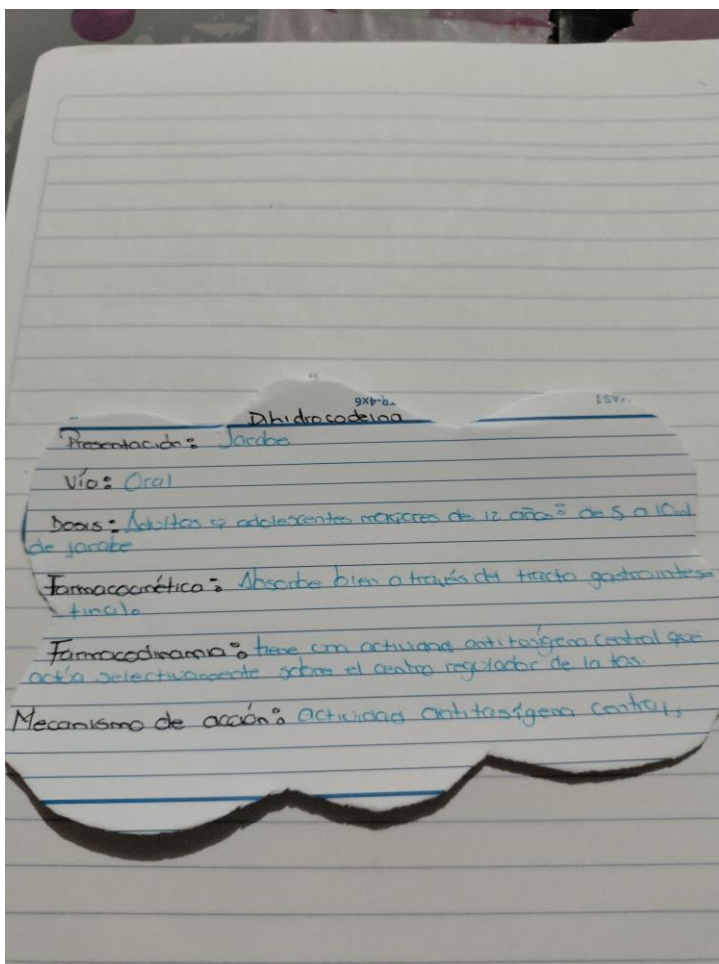 Dihidrocodeina
Presentación: Jarabe
Vío: Oral
Dosis: Adultos y adolescentes mayores de 12 años: de 5 a 10ml
de jarabe
Farmacocinética: Absorbe bien a través del tracto gastrointes-
tinal.
Farmacodinamia: tiene con actividad antitusígena central que
actúa selectivamente sobre el centro regulador de la tos.
Mecanismo de acción: actividad antitusígena central.